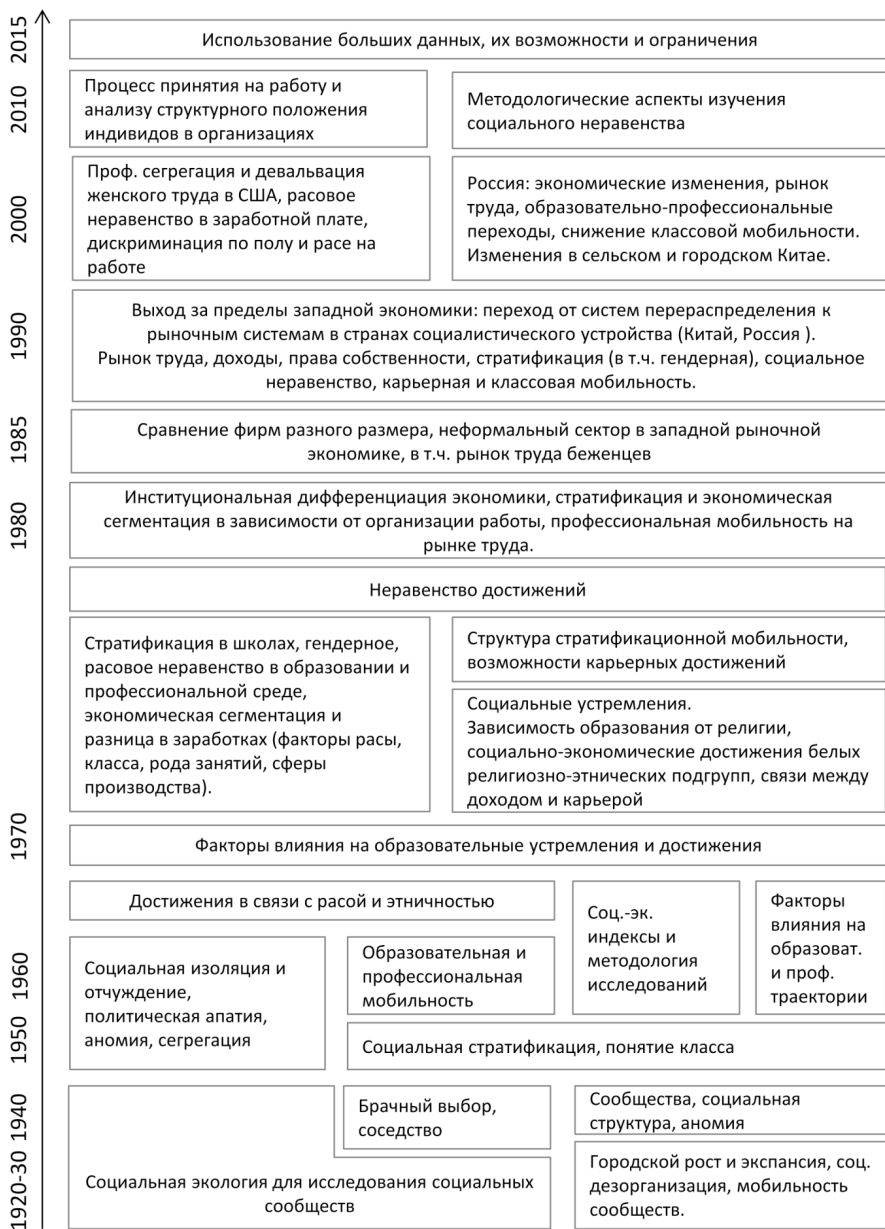 2015
Использование больших данных, их возможности и ограничения
2010
Процесс принятия на работу и
анализу структурного положения
индивидов в организациях
Методологические аспекты изучения
социального неравенства
2000
Проф. сегрегация и девальвация
женского труда в США, расовое
неравенство в заработной плате,
дискриминация по полу и расе на
работе
Россия: экономические изменения, рынок
труда, образовательно-профессиональные
переходы, снижение классовой мобильности.
Изменения в сельском и городском Китае.
1990
Выход за пределы западной экономики: переход от систем перераспределения к
рыночным системам в странах социалистического устройства (Китай, Россия ).
Рынок труда, доходы, права собственности, стратификация (в т.ч. гендерная), социальное
неравенство, карьерная и классовая мобильность.
1985
Сравнение фирм разного размера, неформальный сектор в западной рыночной
экономике, в т.ч. рынок труда беженцев
1980
Институциональная дифференциация экономики, стратификация и экономическая
сегментация в зависимости от организации работы, профессиональная мобильность на
рынке труда.
Неравенство достижений
Стратификация в школах, гендерное,
расовое неравенство в образовании и
профессиональной среде,
экономическая сегментация и
разница в заработках (факторы расы,
класса, рода занятий, сферы
производства).
Структура стратификационной мобильности,
возможности карьерных достижений
Социальные устремления.
Зависимость образования от религии,
социально-экономические достижения белых
религиозно-этнических подгрупп, связи между
доходом и карьерой
1970
Факторы влияния на образовательные устремления и достижения
Достижения в связи с расой и этничностью
Соц.-эк.
индексы и
методология
исследований
Факторы
влияния на
образоват.
и проф.
траектории
1960
Социальная изоляция и
отчуждение,
политическая апатия,
аномия, сегрегация
Образовательная и
профессиональная
мобильность
1950
Социальная стратификация, понятие класса
1940
Брачный выбор,
соседство
Сообщества, социальная
структура, аномия
1920-30
Социальная экология для исследования социальных
сообществ
Городской рост и экспансия, соц.
дезорганизация, мобильность
сообществ.